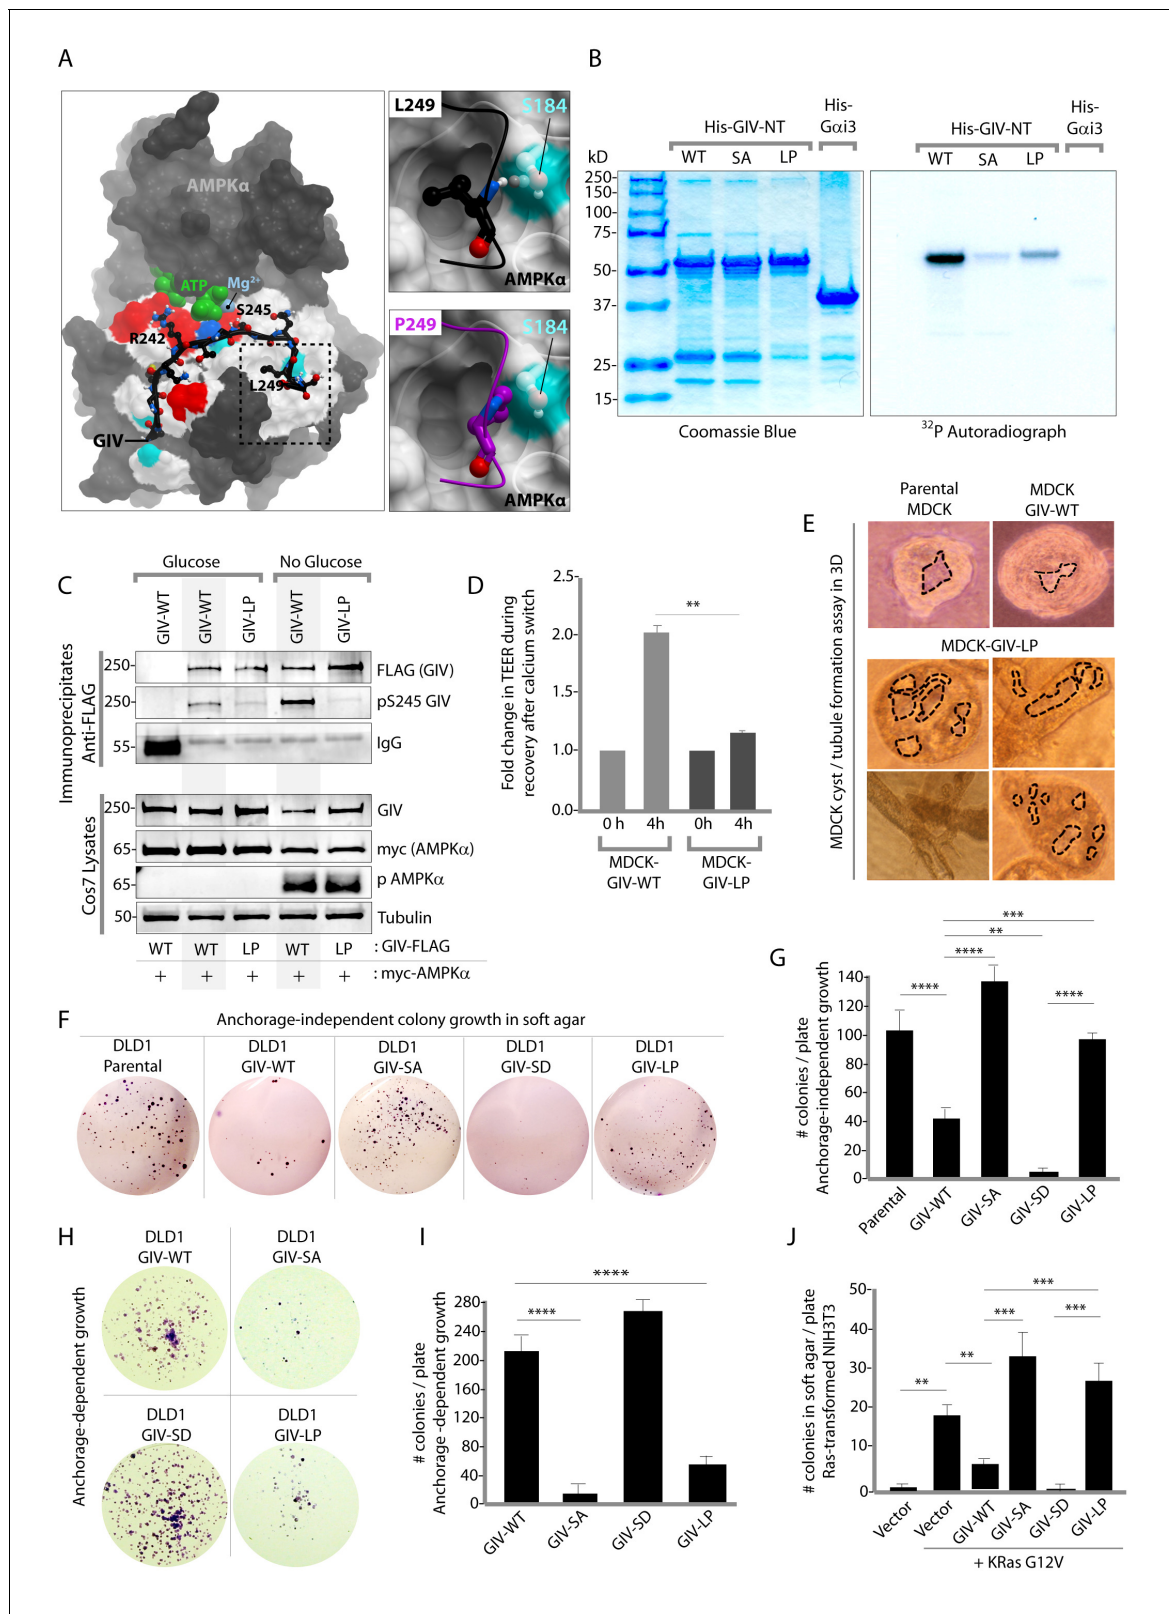 A
AMPKα
ATP
Mg2+
S245
R242
L249
GIV
L249
S184
AMPKα
P249
S184
AMPKα
B
His-GIV-NT
His-
Gαi3
kD
WT SA LP
250-
150-
100-
75-
50-
37-
25-
15-
Coomassie Blue
His-GIV-NT
His-
Gαi3
WT SA LP
32P Autoradiograph
C
Glucose No Glucose
GIV-WT GIV-WT GIV-LP GIV-WT GIV-LP
Immunoprecipitates
Anti-FLAG
250- FLAG (GIV)
250- pS245 GIV
55- IgG
Cos7 Lysates
250- GIV
65- myc (AMPKα)
65- p AMPKα
50- Tubulin
WT WT LP WT LP : GIV-FLAG
+ + + + + : myc-AMPKα
D
Fold change in TEER during
recovery after calcium switch
2.5
2.0
1.5
1.0
0.0
**
0 h 4h 0h 4h
MDCK-
GIV-WT
MDCK-
GIV-LP
E
MDCK cyst / tubule formation assay in 3D
Parental
MDCK
MDCK
GIV-WT
MDCK-GIV-LP
F
Anchorage-independent colony growth in soft agar
DLD1
Parental
DLD1
GIV-WT
DLD1
GIV-SA
DLD1
GIV-SD
DLD1
GIV-LP
G
# colonies / plate
Anchorage-independent growth
140
120
100
80
60
40
20
0
***
**
****
****
****
Parental GIV-WT GIV-SA GIV-SD GIV-LP
H
Anchorage-dependent growth
DLD1
GIV-WT
DLD1
GIV-SA
DLD1
GIV-SD
DLD1
GIV-LP
I
# colonies / plate
Anchorage -dependent growth
280
240
200
160
120
80
40
0
****
****
GIV-WT GIV-SA GIV-SD GIV-LP
J
# colonies in soft agar / plate
Ras-transformed NIH3T3
50
30
20
10
0
***
***
***
**
**
Vector Vector GIV-WT GIV-SA GIV-SD GIV-LP
+ KRas G12V